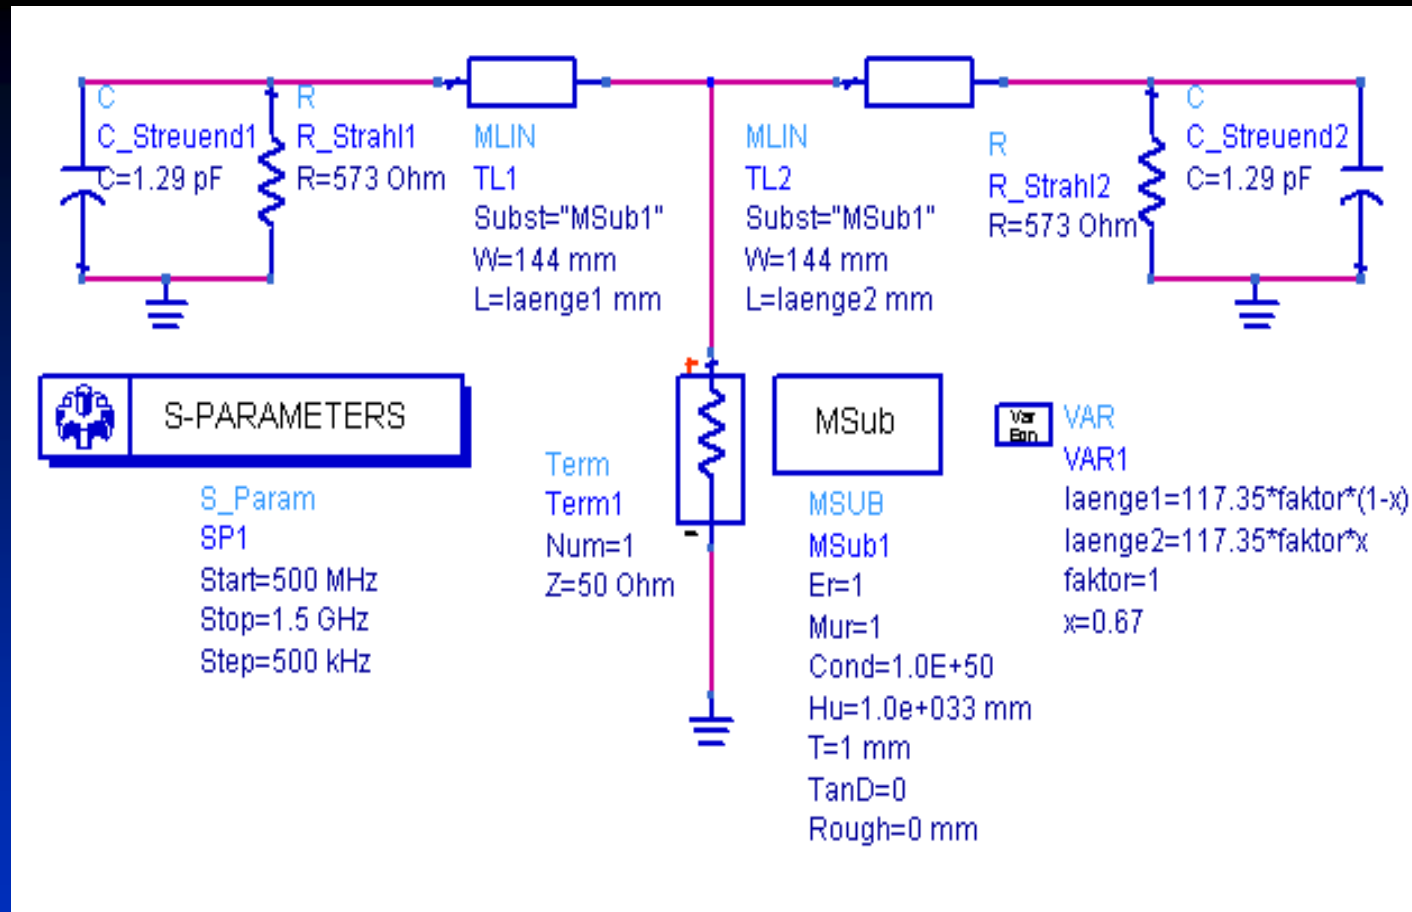 C
C_Streuend1
C=1.29 pF
R
R_Strahl1
R=573 Ohm
MLIN
TL1
Subst="MSub1"
W=144 mm
L=laenge1 mm
MLIN
TL2
Subst="MSub1"
W=144 mm
L=laenge2 mm
R
R_Strahl2
R=573 Ohm
C
C_Streuend2
C=1.29 pF
S-PARAMETERS
S_Param
SP1
Start=500 MHz
Stop=1.5 GHz
Step=500 kHz
+
-
Term
Term1
Num=1
Z=50 Ohm
MSub
MSUB
MSub1
Er=1
Mur=1
Cond=1.0E+50
Hu=1.0e+033 mm
T=1 mm
TanD=0
Rough=0 mm
Var
Eqn
VAR
VAR1
laenge1=117.35*faktor*(1-x)
laenge2=117.35*faktor*x
faktor=1
x=0.67